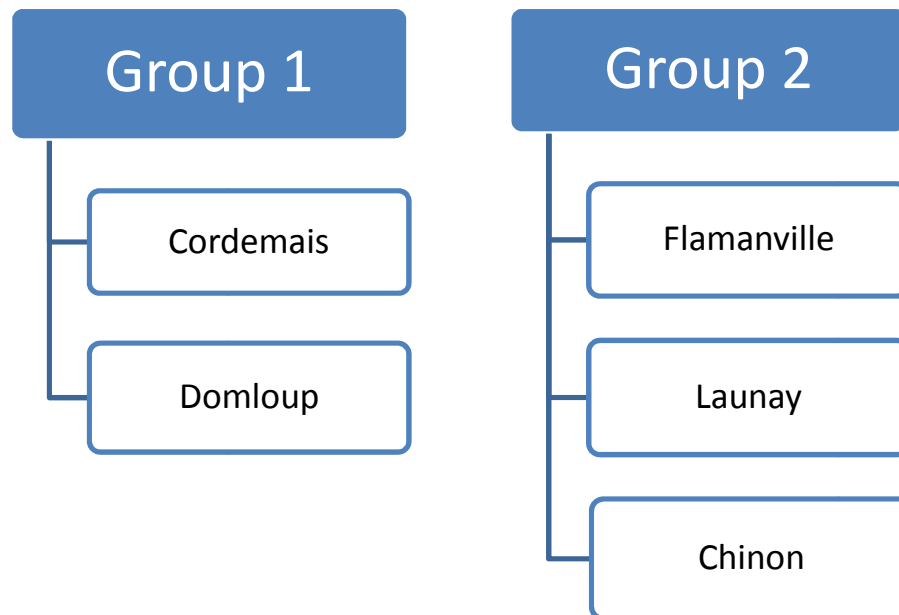 Group 1
Cordemais
Domloup
Group 2
Flamanville
Launay
Chinon